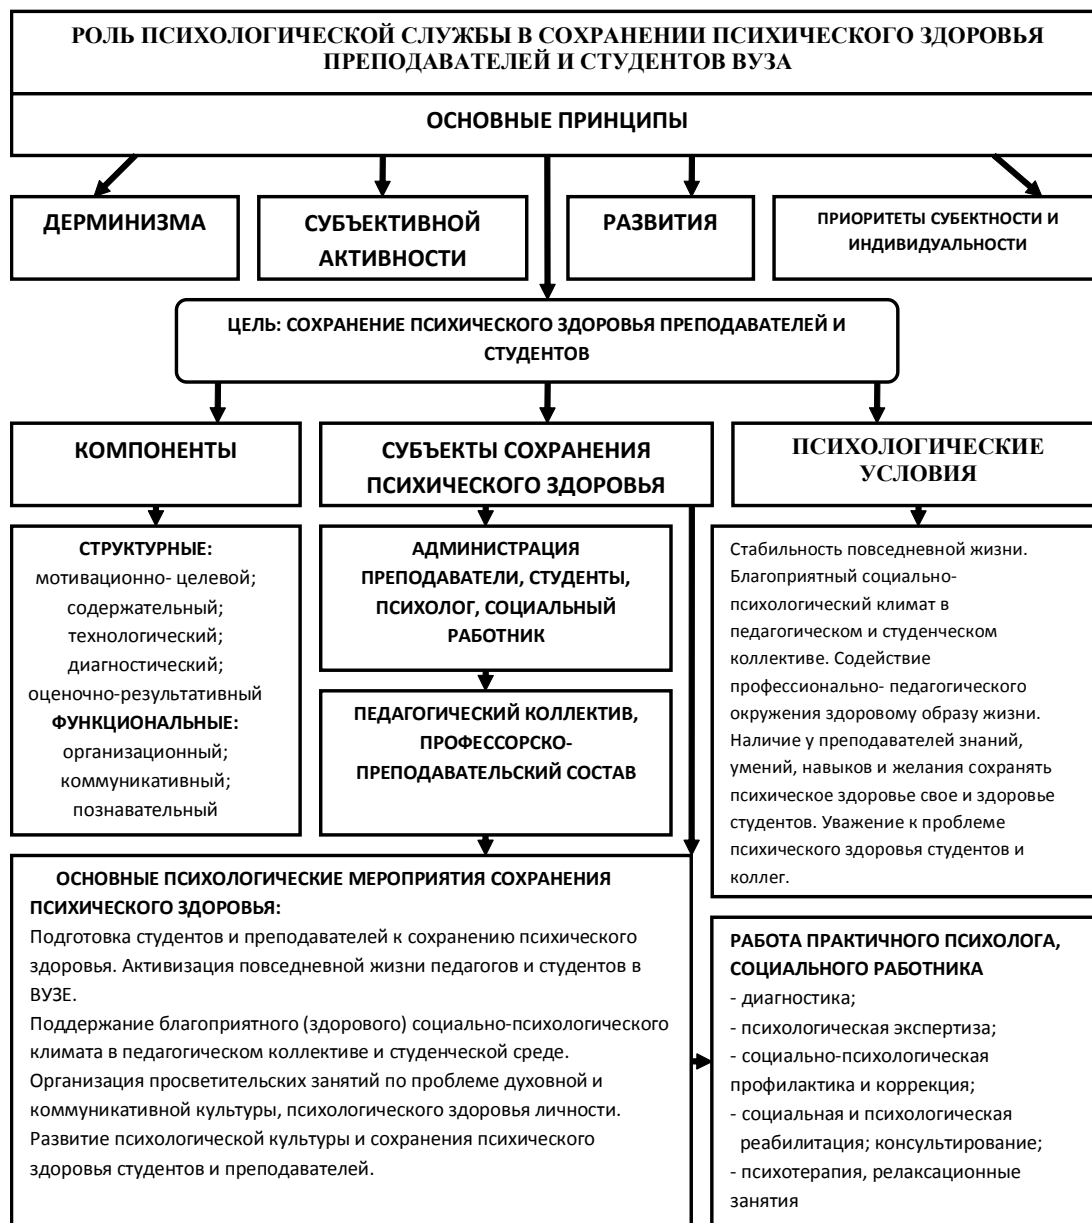 РОЛЬ ПСИХОЛОГИЧЕСКОЙ СЛУЖБЫ В СОХРАНЕНИИ ПСИХИЧЕСКОГО ЗДОРОВЬЯ
ПРЕПОДАВАТЕЛЕЙ И СТУДЕНТОВ ВУЗА
ОСНОВНЫЕ ПРИНЦИПЫ
ДЕРМИНИЗМА
СУБЪЕКТИВНОЙ
АКТИВНОСТИ
РАЗВИТИЯ
ПРИОРИТЕТЫ СУБЕКТНОСТИ И
ИНДИВИДУАЛЬНОСТИ
ЦЕЛЬ: СОХРАНЕНИЕ ПСИХИЧЕСКОГО ЗДОРОВЬЯ ПРЕПОДАВАТЕЛЕЙ И
СТУДЕНТОВ
КОМПОНЕНТЫ
СУБЪЕКТЫ СОХРАНЕНИЯ
ПСИХИЧЕСКОГО ЗДОРОВЬЯ
ПСИХОЛОГИЧЕСКИЕ
УСЛОВИЯ
СТРУКТУРНЫЕ:
мотивационно- целевой;
содержательный;
технологический;
диагностический;
оценочно-результативный
ФУНКЦИОНАЛЬНЫЕ:
организационный;
коммуникативный;
познавательный
АДМИНИСТРАЦИЯ
ПРЕПОДАВАТЕЛИ, СТУДЕНТЫ,
ПСИХОЛОГ, СОЦИАЛЬНЫЙ
РАБОТНИК
ПЕДАГОГИЧЕСКИЙ КОЛЛЕКТИВ,
ПРОФЕССОРСКО-
ПРЕПОДАВАТЕЛЬСКИЙ СОСТАВ
Стабильность повседневной жизни.
Благоприятный социально-
психологический климат в
педагогическом и студенческом
коллективе. Содействие
профессионально- педагогического
окружения здоровому образу жизни.
Наличие у преподавателей знаний,
умений, навыков и желания сохранять
психическое здоровье свое и здоровье
студентов. Уважение к проблеме
психического здоровья студентов и
коллег.
ОСНОВНЫЕ ПСИХОЛОГИЧЕСКИЕ МЕРОПРИЯТИЯ СОХРАНЕНИЯ
ПСИХИЧЕСКОГО ЗДОРОВЬЯ:
Подготовка студентов и преподавателей к сохранению психического
здоровья. Активизация повседневной жизни педагогов и студентов в
ВУЗЕ.
Поддержание благоприятного (здорового) социально-психологического
климата в педагогическом коллективе и студенческой среде.
Организация просветительских занятий по проблеме духовной и
коммуникативной культуры, психологического здоровья личности.
Развитие психологической культуры и сохранения психического
здоровья студентов и преподавателей.
РАБОТА ПРАКТИЧНОГО ПСИХОЛОГА,
СОЦИАЛЬНОГО РАБОТНИКА
- диагностика;
- психологическая экспертиза;
- социально-психологическая
профилактика и коррекция;
- социальная и психологическая
реабилитация; консультирование;
- психотерапия, релаксационные
занятия